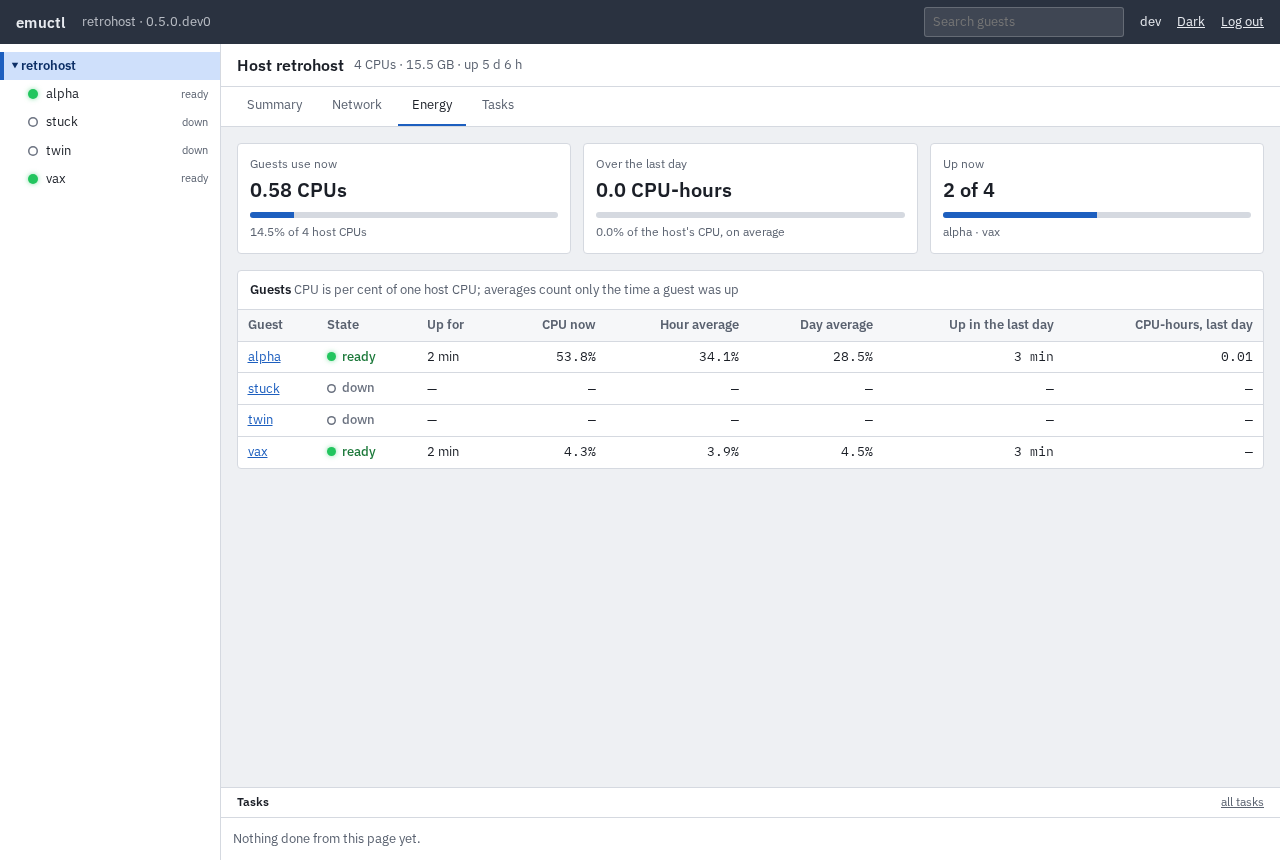 emuctl retrohost · 0.5.0.dev0 Search guests dev Dark Log out
▾ retrohost
alpha ready
stuck down
twin down
vax ready
Host retrohost 4 CPUs · 15.5 GB · up 5 d 6 h
Summary Network Energy Tasks
Guests use now
0.58 CPUs
14.5% of 4 host CPUs
Over the last day
0.0 CPU-hours
0.0% of the host's CPU, on average
Up now
2 of 4
alpha · vax
Guests CPU is per cent of one host CPU; averages count only the time a guest was up
Guest State Up for CPU now Hour average Day average Up in the last day CPU-hours, last day
alpha ready 2 min 53.8% 34.1% 28.5% 3 min 0.01
stuck down — — — — — —
twin down — — — — — —
vax ready 2 min 4.3% 3.9% 4.5% 3 min —
Tasks all tasks
Nothing done from this page yet.